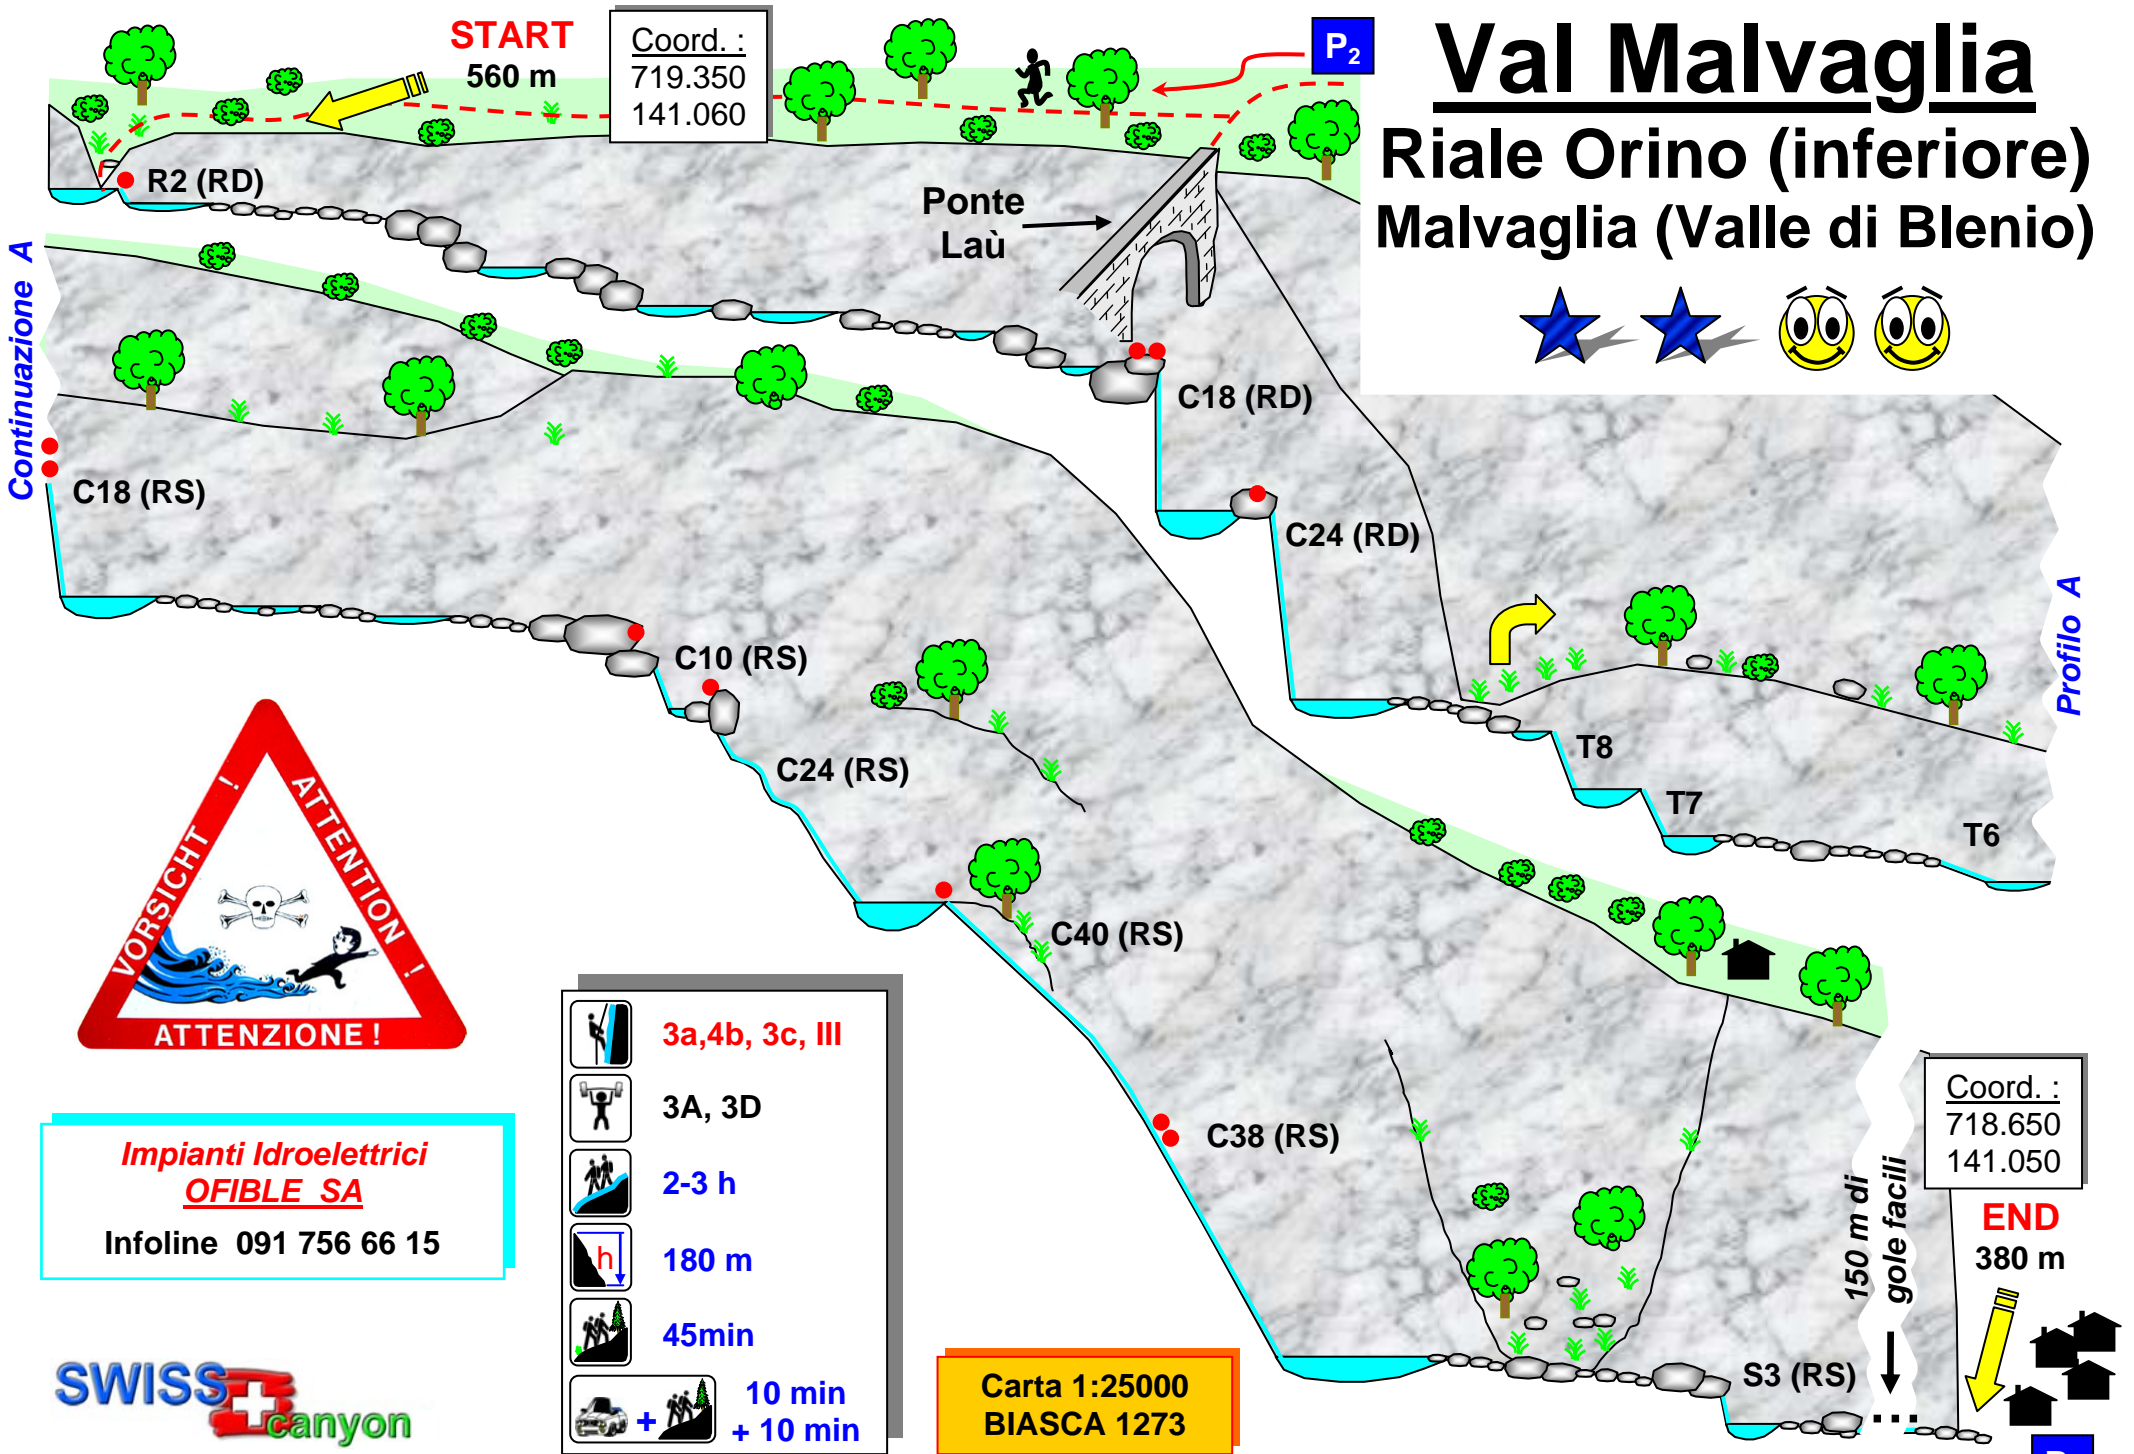 Val Malvaglia
Riale Orino (inferiore)
Malvaglia (Valle di Blenio)
START
560 m
Coord. :
719.350
141.060
P2
R2 (RD)
Ponte
Laù
C18 (RD)
C24 (RD)
T8
T7
T6
Profilo A
Continuazione A
C18 (RS)
C10 (RS)
C24 (RS)
C40 (RS)
C38 (RS)
S3 (RS)
150 m di
gole facili
Coord. :
718.650
141.050
END
380 m
VORSICHT !
ATTENTION !
ATTENZIONE !
Impianti Idroelettrici
OFIBLE SA
Infoline 091 756 66 15
3a,4b, 3c, III
3A, 3D
2-3 h
h
180 m
45min
+
10 min
+ 10 min
Carta 1:25000
BIASCA 1273
SWISS
canyon